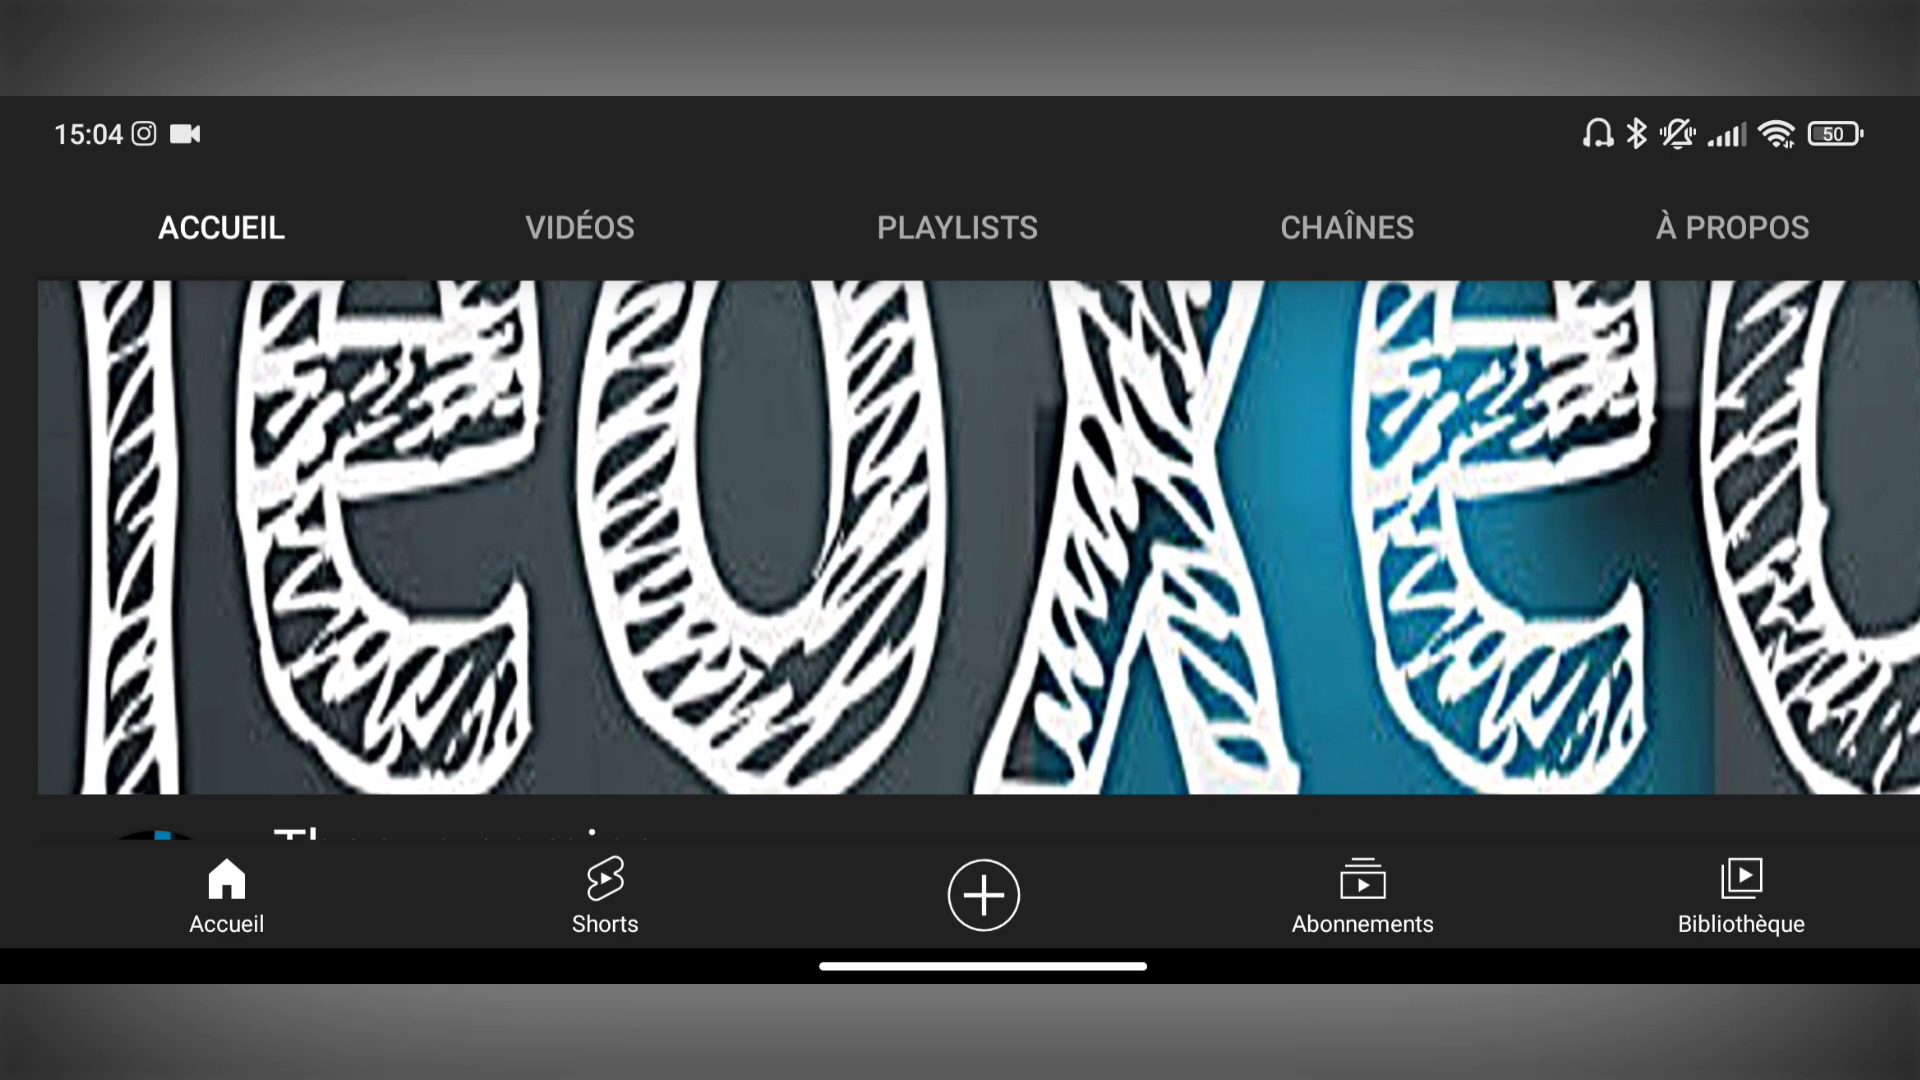 15:04 50
ACCUEIL VIDÉOS PLAYLISTS CHAÎNES À PROPOS
Accueil Shorts Abonnements Bibliothèque